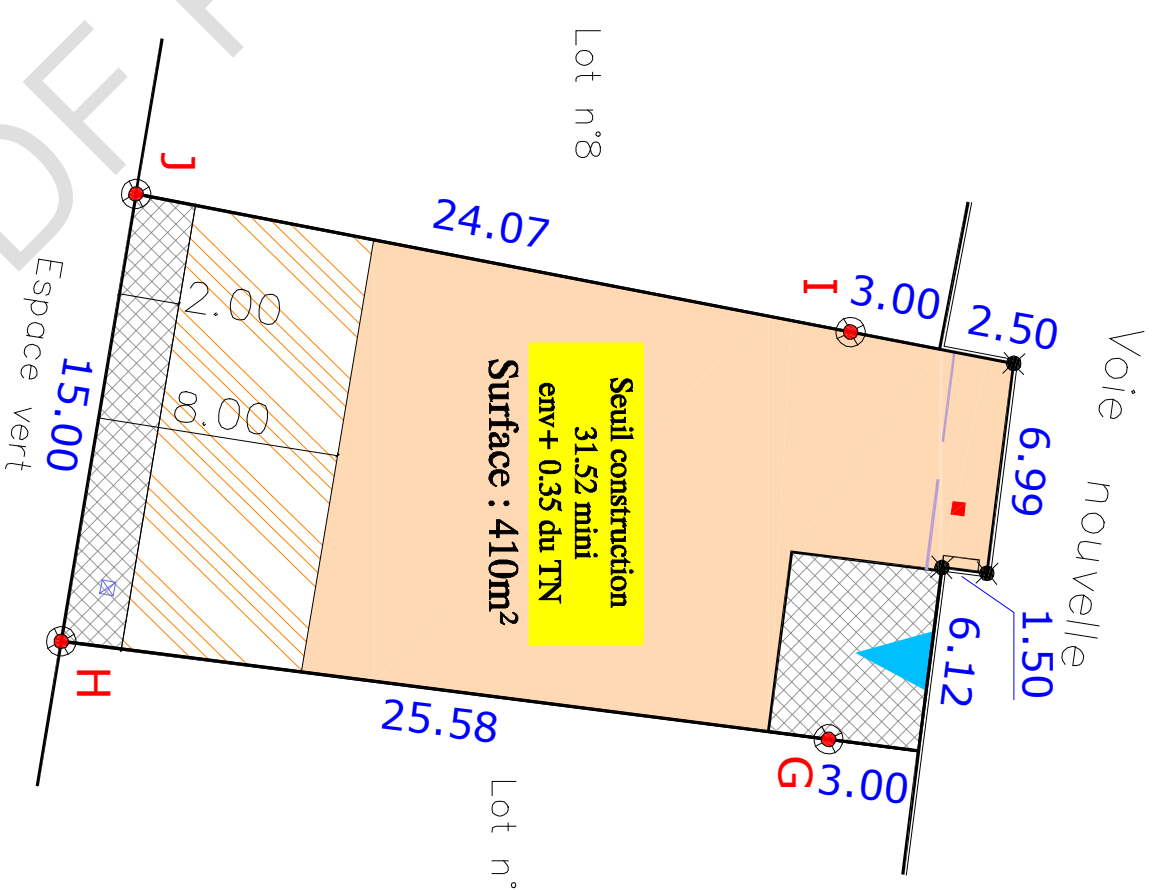 Lot n°8
Voie nouvelle
J
24.07
I
3.00
2.50
6.99
1.50
6.12
Espace vert
15.00
2.00
8.00
Seuil construction
31.52 mini
env+ 0.35 du TN
Surface : 410m²
H
25.58
G
3.00
Lot n°
DF